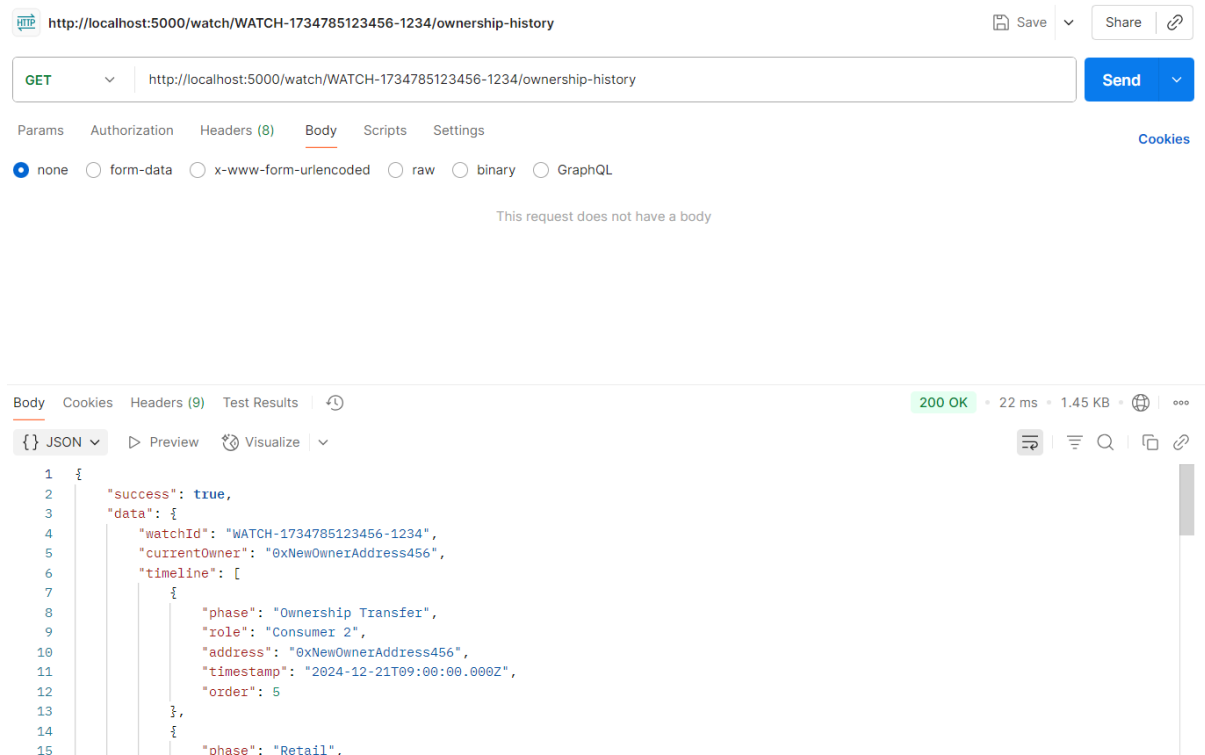 HTTP http://localhost:5000/watch/WATCH-1734785123456-1234/ownership-history Save Share
GET http://localhost:5000/watch/WATCH-1734785123456-1234/ownership-history Send
Params Authorization Headers (8) Body Scripts Settings Cookies
none form-data x-www-form-urlencoded raw binary GraphQL
This request does not have a body
Body Cookies Headers (9) Test Results 200 OK • 22 ms • 1.45 KB •
{} JSON Preview Visualize
1 {
2 "success": true,
3 "data": {
4 "watchId": "WATCH-1734785123456-1234",
5 "currentOwner": "0xNewOwnerAddress456",
6 "timeline": [
7 {
8 "phase": "Ownership Transfer",
9 "role": "Consumer 2",
10 "address": "0xNewOwnerAddress456",
11 "timestamp": "2024-12-21T09:00:00.000Z",
12 "order": 5
13 },
14 {
15 "phase": "Retail",